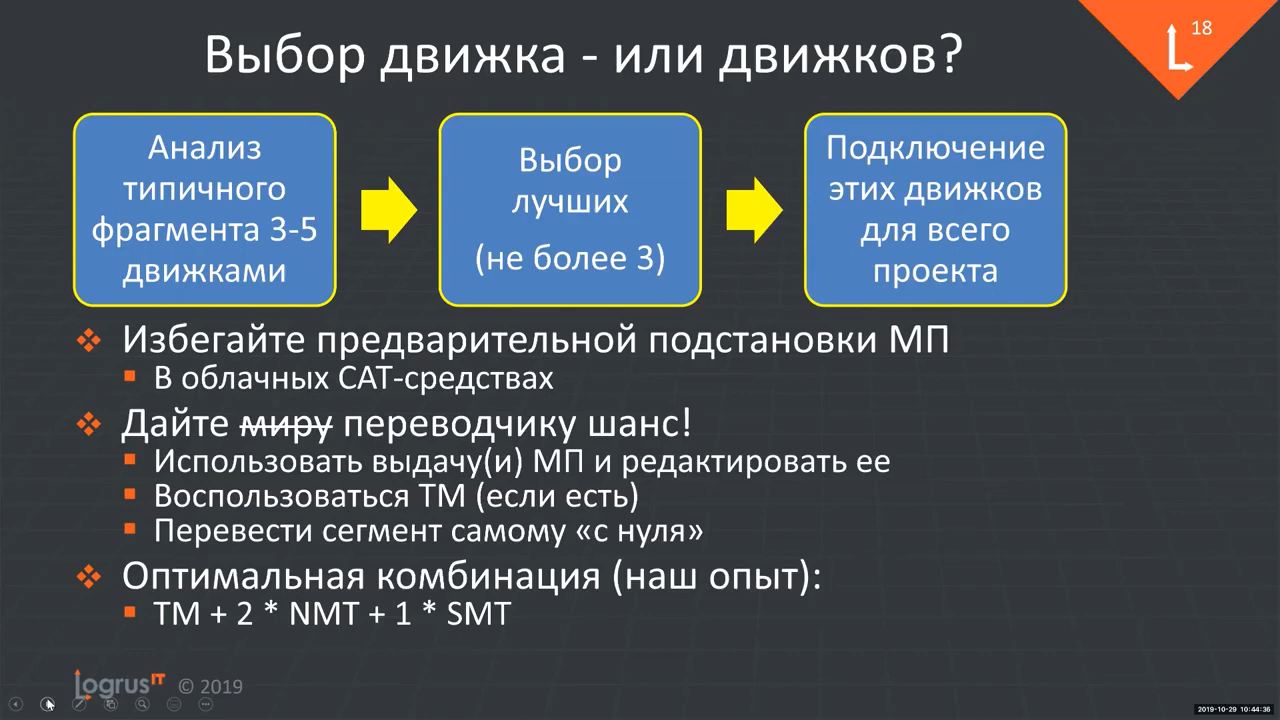 18
Выбор движка - или движков?
Анализ
типичного
фрагмента 3-5
движками
Выбор
лучших
(не более 3)
Подключение
этих движков
для всего
проекта
Избегайте предварительной подстановки МП
В облачных CAT-средствах
Дайте миру переводчику шанс!
Использовать выдачу(и) МП и редактировать ее
Воспользоваться TM (если есть)
Перевести сегмент самому «с нуля»
Оптимальная комбинация (наш опыт):
TM + 2 * NMT + 1 * SMT
logrusIT © 2019
2019-10-29 10:44:36